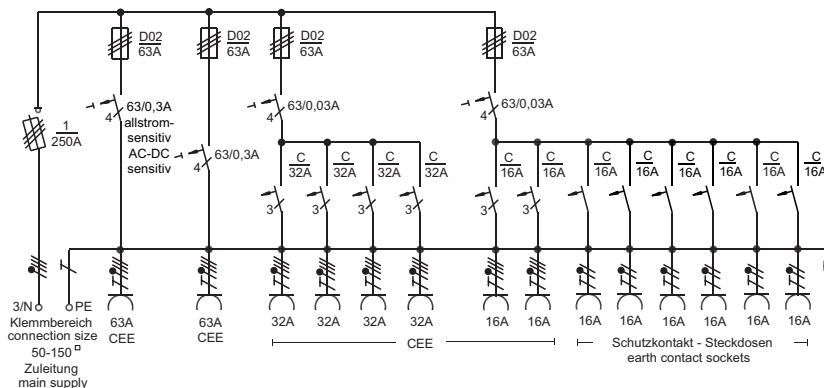 D02
63A
D02
63A
D02
63A
D02
63A
63/0,3A
allstrom-
sensitiv
AC-DC
sensitiv
4
63/0,3A
4
63/0,03A
4
63/0,03A
4
1
250A
C
32A
C
32A
C
32A
C
32A
C
16A
C
16A
C
16A
C
16A
C
16A
C
16A
C
16A
C
16A
3
3
3
3
3
3
3/N
PE
Klemmbereich
connection size
50-150 □
Zuleitung
main supply
63A
CEE
63A
CEE
32A
32A
32A
32A
16A
16A
CEE
16A
16A
16A
16A
16A
16A
Schutzkontakt - Steckdosen
earth contact sockets